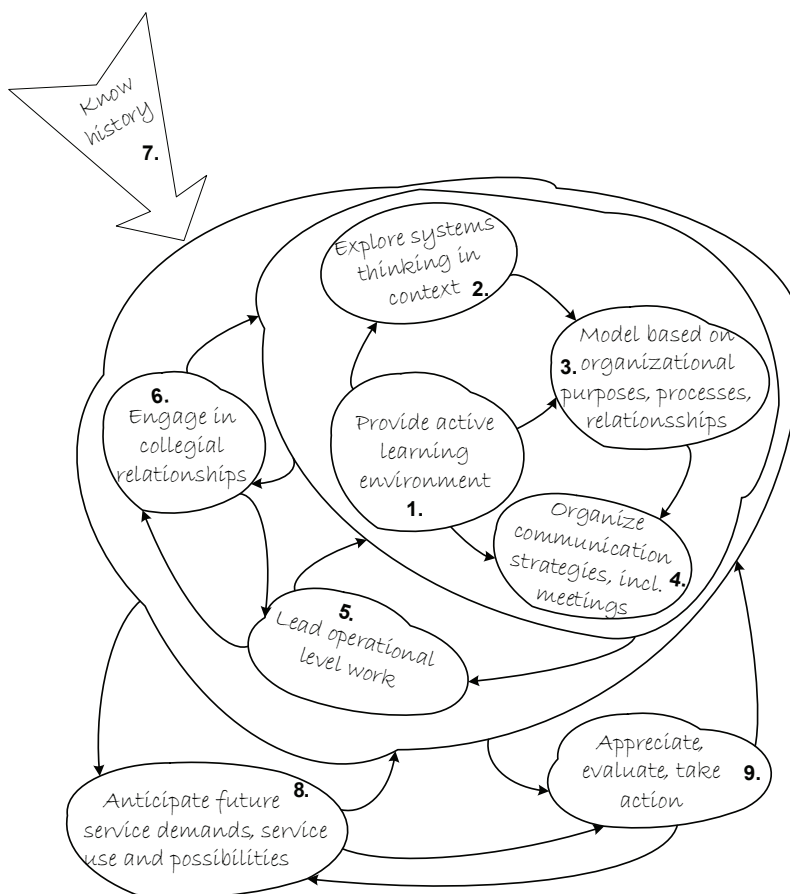 Know
history
7.
Explore systems
thinking in
context 2.
Model based on
3. organizational
purposes, processes,
relationsships
6.
Engage in
collegial
relationships
Provide active
learning
environment
1.
Organize
communication
strategies, incl. 4.
meetings
5.
Lead operational
level work
Appreciate,
evaluate, take 9.
action
Anticipate future 8.
service demands, service
use and possibilities